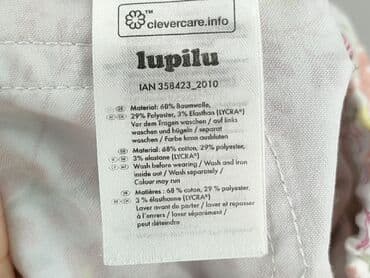 clevercare.info
lupilu
IAN 358423_2010
Material: 68% Baumwolle,
29% Polyester, 3% Elasthan (LYCRA®)
Vor dem Tragen waschen / auf links
waschen und bügeln / separat
waschen / Farbe kann ausbluten
Material: 68% cotton, 29% polyester,
3% elastane (LYCRA®)
Wash before wearing / Wash and iron
inside out / Wash separately /
Colour may run
Matières : 68 % coton, 29 % polyester,
3 % élasthanne (LYCRA®)
Laver avant de porter / laver et repasser
à l'envers / laver séparément /
peut déteindre